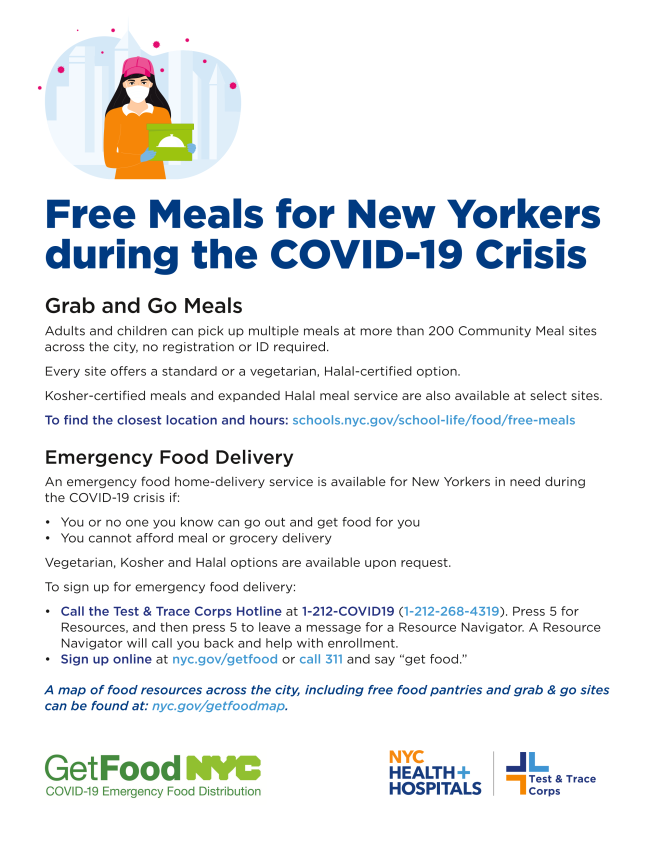 Free Meals for New Yorkers
during the COVID-19 Crisis
Grab and Go Meals
Adults and children can pick up multiple meals at more than 200 Community Meal sites
across the city, no registration or ID required.
Every site offers a standard or a vegetarian, Halal-certified option.
Kosher-certified meals and expanded Halal meal service are also available at select sites.
To find the closest location and hours: schools.nyc.gov/school-life/food/free-meals
Emergency Food Delivery
An emergency food home-delivery service is available for New Yorkers in need during
the COVID-19 crisis if:
• You or no one you know can go out and get food for you
• You cannot afford meal or grocery delivery
Vegetarian, Kosher and Halal options are available upon request.
To sign up for emergency food delivery:
• Call the Test & Trace Corps Hotline at 1-212-COVID19 (1-212-268-4319). Press 5 for
Resources, and then press 5 to leave a message for a Resource Navigator. A Resource
Navigator will call you back and help with enrollment.
• Sign up online at nyc.gov/getfood or call 311 and say “get food.”
A map of food resources across the city, including free food pantries and grab & go sites
can be found at: nyc.gov/getfoodmap.
GetFoodNYC
COVID-19 Emergency Food Distribution
NYC
HEALTH+
HOSPITALS
Test & Trace
Corps